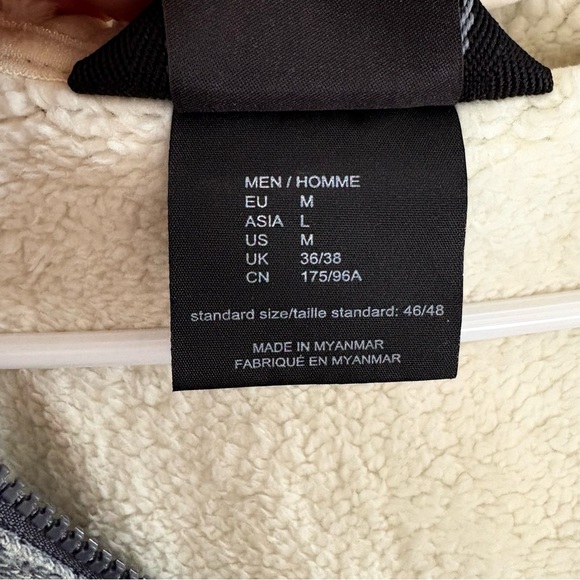 MEN / HOMME
EU M
ASIA L
US M
UK 36/38
CN 175/96A
standard size/taille standard: 46/48
MADE IN MYANMAR
FABRIQUÉ EN MYANMAR